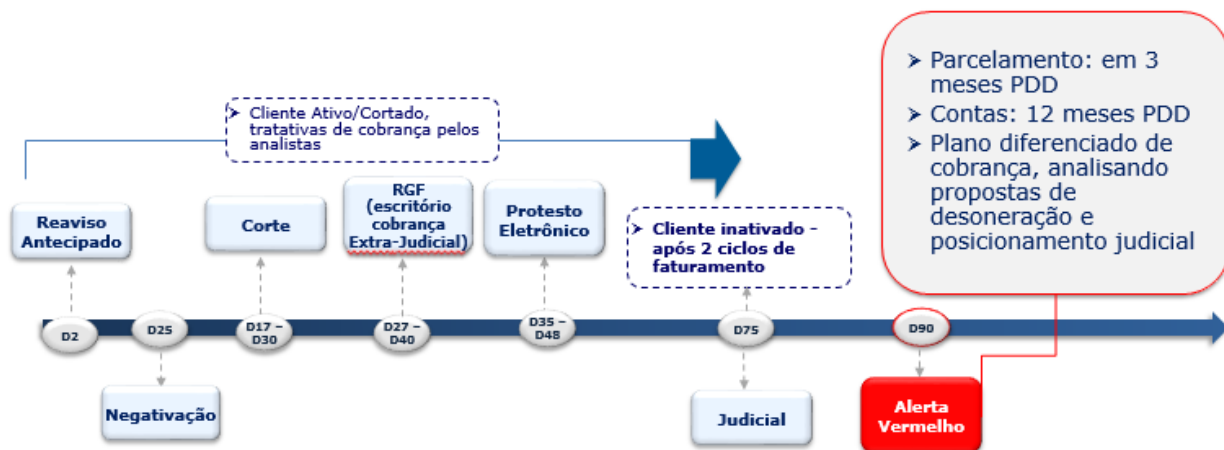 ➢ Parcelamento: em 3
meses PDD
➢ Contas: 12 meses PDD
➢ Plano diferenciado de
cobrança, analisando
propostas de
desoneração e
posicionamento judicial
➢ Cliente Ativo/Cortado,
tratativas de cobrança pelos
analistas
Reaviso
Antecipado
Corte
RGF
(escritório
cobrança
Extra-Judicial)
Protesto
Eletrônico
➢ Cliente inativado -
após 2 ciclos de
faturamento
D2
D25
D17 –
D30
D27 –
D40
D35 –
D48
D75
D90
Negativação
Judicial
Alerta
Vermelho